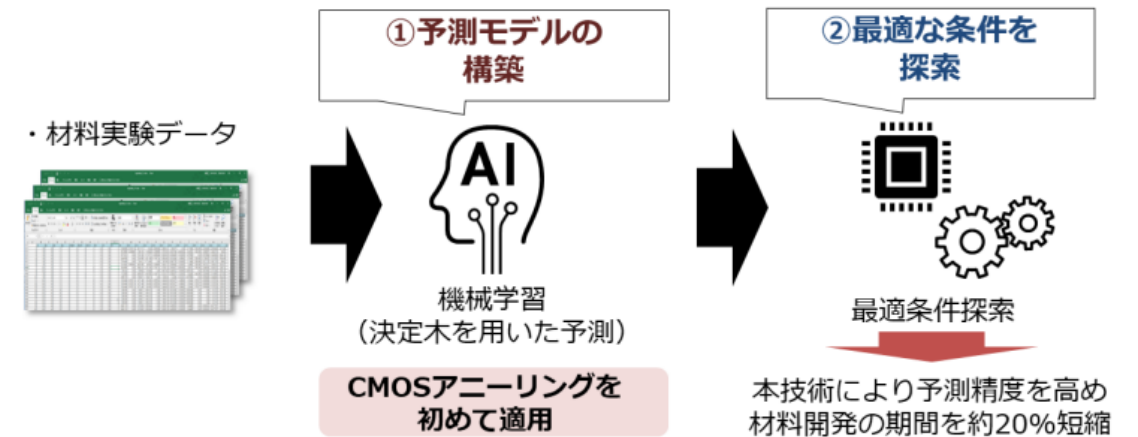 ・材料実験データ
①予測モデルの
構築
AI
機械学習
（決定木を用いた予測）
CMOSアニーリングを
初めて適用
②最適な条件を
探索
最適条件探索
本技術により予測精度を高め
材料開発の期間を約20%短縮